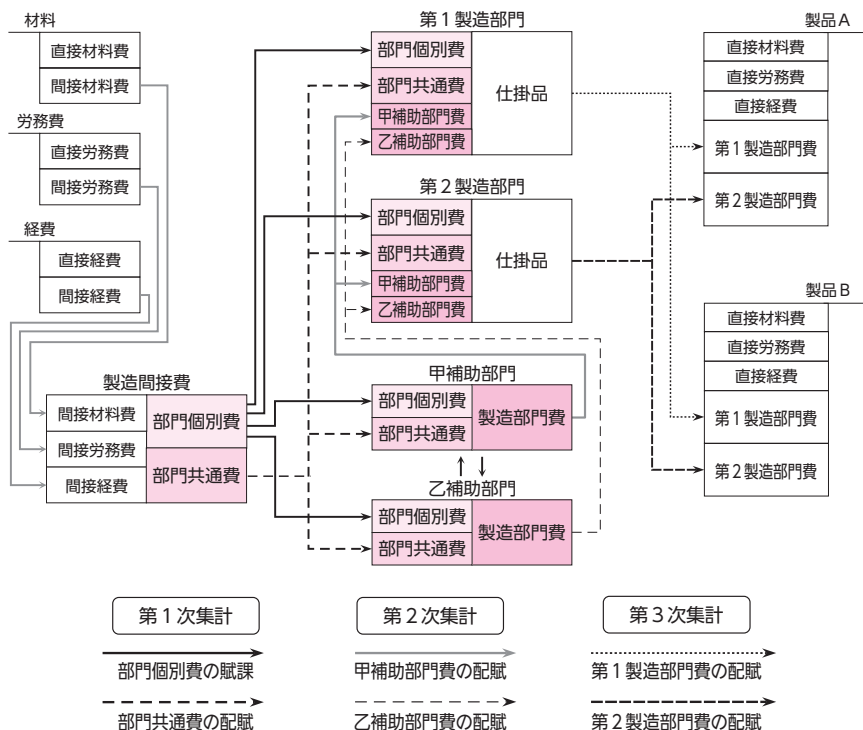 材料
直接材料費
間接材料費
労務費
直接労務費
間接労務費
経費
直接経費
間接経費
製造間接費
間接材料費
間接労務費
間接経費
部門個別費
部門共通費
第1製造部門
部門個別費
部門共通費
甲補助部門費
乙補助部門費
仕掛品
第2製造部門
部門個別費
部門共通費
甲補助部門費
乙補助部門費
仕掛品
甲補助部門
部門個別費
部門共通費
製造部門費
乙補助部門
部門個別費
部門共通費
製造部門費
製品A
直接材料費
直接労務費
直接経費
第1製造部門費
第2製造部門費
製品B
直接材料費
直接労務費
直接経費
第1製造部門費
第2製造部門費
第1次集計
部門個別費の賦課
部門共通費の配賦
第2次集計
甲補助部門費の配賦
乙補助部門費の配賦
第3次集計
第1製造部門費の配賦
第2製造部門費の配賦